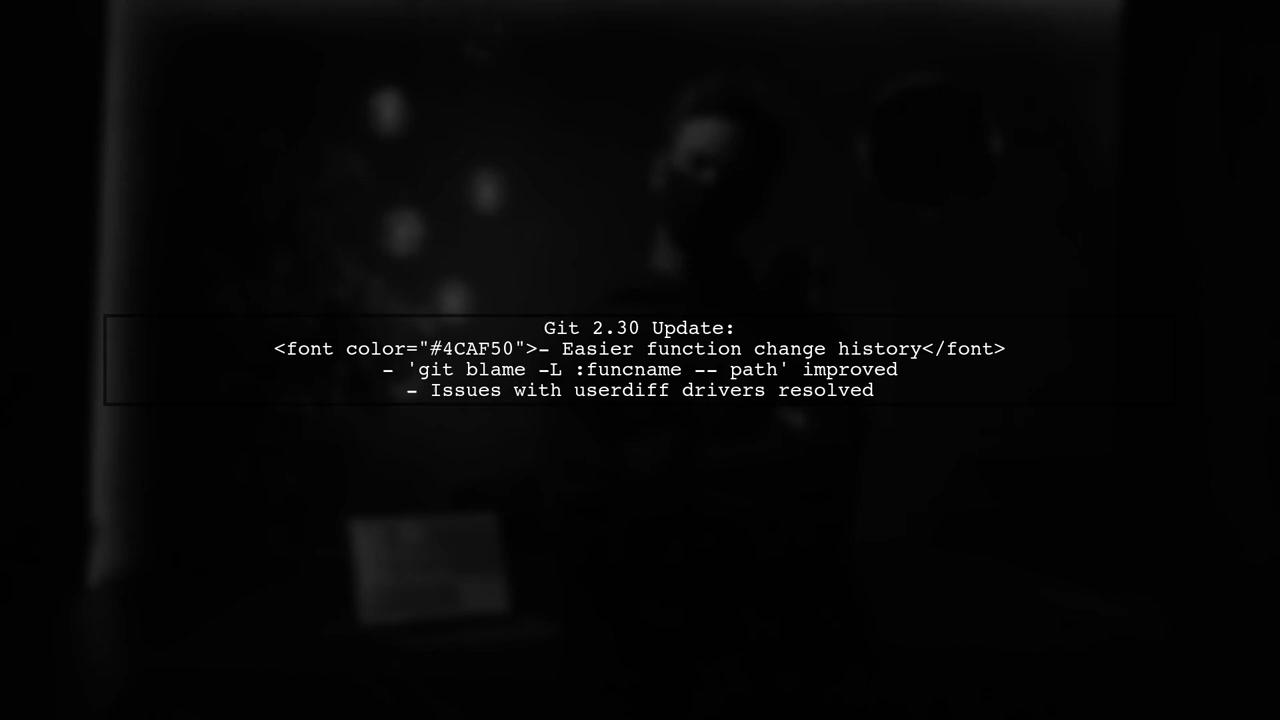 Git 2.30 Update:
<font color="#4CAF50">- Easier function change history</font>
- 'git blame -L :funcname -- path' improved
- Issues with userdiff drivers resolved